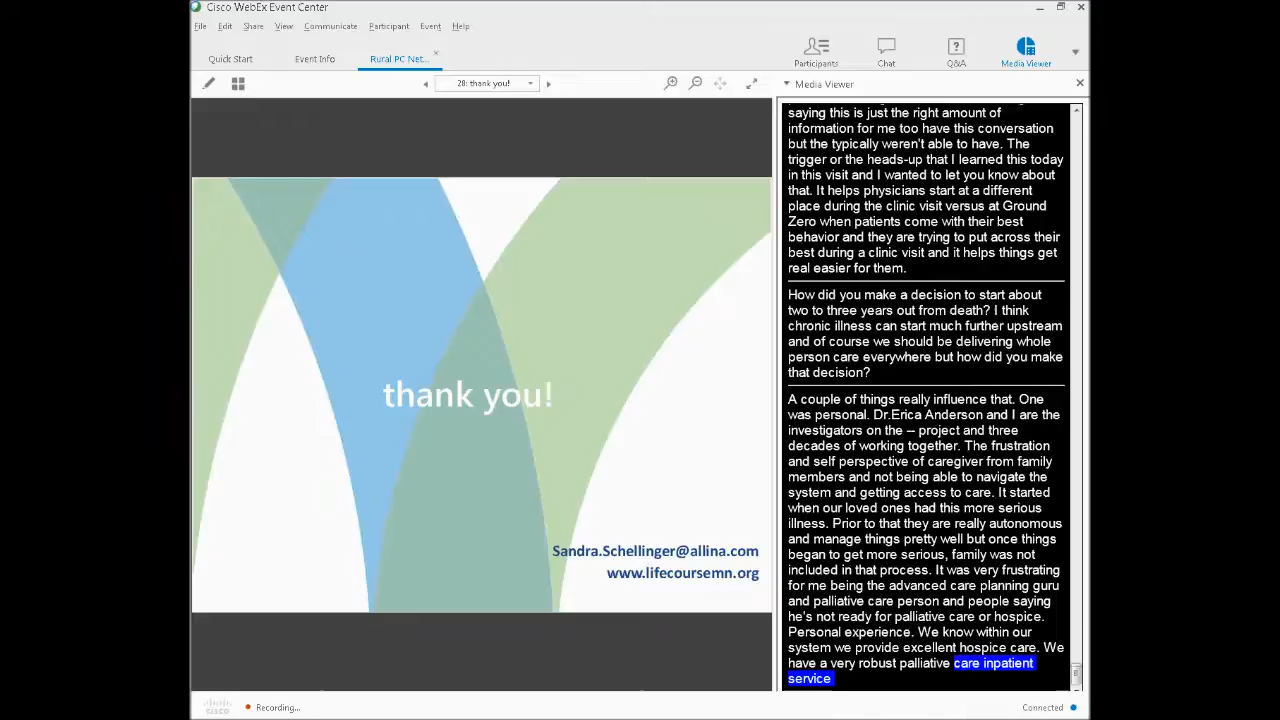 Cisco WebEx Event Center
File Edit Share View Communicate Participant Event Help
Quick Start Event Info Rural PC Net...
Participants Chat Q&A Media Viewer
28: thank you!
Media Viewer
thank you!
Sandra.Schellinger@allina.com
www.lifecoursemn.org
saying this is just the right amount of
information for me too have this conversation
but the typically weren't able to have. The
trigger or the heads-up that I learned this today
in this visit and I wanted to let you know about
that. It helps physicians start at a different
place during the clinic visit versus at Ground
Zero when patients come with their best
behavior and they are trying to put across their
best during a clinic visit and it helps things get
real easier for them.
How did you make a decision to start about
two to three years out from death? I think
chronic illness can start much further upstream
and of course we should be delivering whole
person care everywhere but how did you make
that decision?
A couple of things really influence that. One
was personal. Dr.Erica Anderson and I are the
investigators on the -- project and three
decades of working together. The frustration
and self perspective of caregiver from family
members and not being able to navigate the
system and getting access to care. It started
when our loved ones had this more serious
illness. Prior to that they are really autonomous
and manage things pretty well but once things
began to get more serious, family was not
included in that process. It was very frustrating
for me being the advanced care planning guru
and palliative care person and people saying
he's not ready for palliative care or hospice.
Personal experience. We know within our
system we provide excellent hospice care. We
have a very robust palliative care inpatient
service
cisco
Recording...
Connected